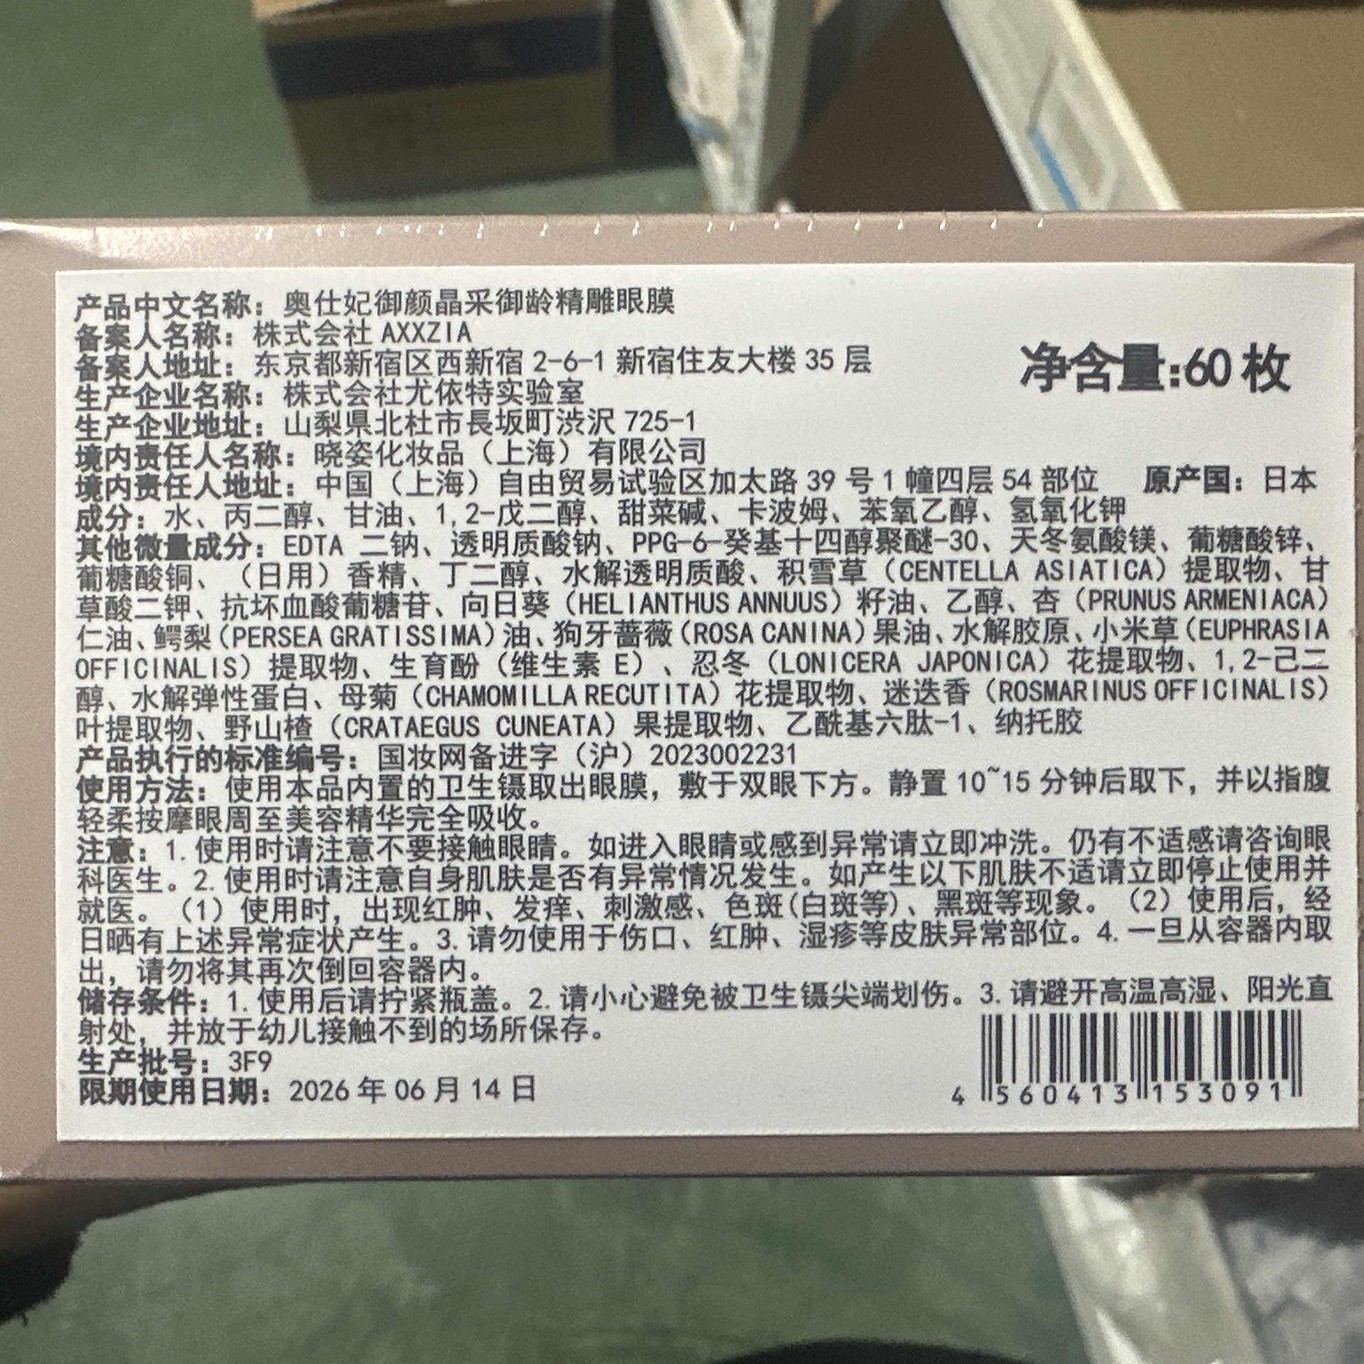 产品中文名称：奥仕妃御颜晶采御龄精雕眼膜
备案人名称：株式会社 AXXZIA
备案人地址：东京都新宿区西新宿 2-6-1 新宿住友大楼 35 层
净含量:60 枚
生产企业名称：株式会社尤依特实验室
生产企业地址：山梨県北杜市長坂町渋沢 725-1
境内责任人名称：晓姿化妆品（上海）有限公司
境内责任人地址：中国（上海）自由贸易试验区加太路 39 号 1 幢四层 54 部位 原产国：日本
成分：水、丙二醇、甘油、1,2-戊二醇、甜菜碱、卡波姆、苯氧乙醇、氢氧化钾
其他微量成分：EDTA 二钠、透明质酸钠、PPG-6-癸基十四醇聚醚-30、天冬氨酸镁、葡糖酸锌、
葡糖酸铜、（日用）香精、丁二醇、水解透明质酸、积雪草（CENTELLA ASIATICA）提取物、甘
草酸二钾、抗坏血酸葡糖苷、向日葵（HELIANTHUS ANNUUS）籽油、乙醇、杏（PRUNUS ARMENIACA）
仁油、鳄梨（PERSEA GRATISSIMA）油、狗牙蔷薇（ROSA CANINA）果油、水解胶原、小米草（EUPHRASIA
OFFICINALIS）提取物、生育酚（维生素 E）、忍冬（LONICERA JAPONICA）花提取物、1,2-己二
醇、水解弹性蛋白、母菊（CHAMOMILLA RECUTITA）花提取物、迷迭香（ROSMARINUS OFFICINALIS）
叶提取物、野山楂（CRATAEGUS CUNEATA）果提取物、乙酰基六肽-1、纳托胶
产品执行的标准编号：国妆网备进字（沪）2023002231
使用方法：使用本品内置的卫生镊取出眼膜，敷于双眼下方。静置 10~15 分钟后取下，并以指腹
轻柔按摩眼周至美容精华完全吸收。
注意：1.使用时请注意不要接触眼睛。如进入眼睛或感到异常请立即冲洗。仍有不适感请咨询眼
科医生。2.使用时请注意自身肌肤是否有异常情况发生。如产生以下肌肤不适请立即停止使用并
就医。（1）使用时，出现红肿、发痒、刺激感、色斑(白斑等)、黑斑等现象。（2）使用后，经
日晒有上述异常症状产生。3.请勿使用于伤口、红肿、湿疹等皮肤异常部位。4.一旦从容器内取
出，请勿将其再次倒回容器内。
储存条件：1.使用后请拧紧瓶盖。2.请小心避免被卫生镊尖端划伤。3.请避开高温高湿、阳光直
射处，并放于幼儿接触不到的场所保存。
生产批号：3F9
限期使用日期：2026 年 06 月 14 日
4 560413 153091